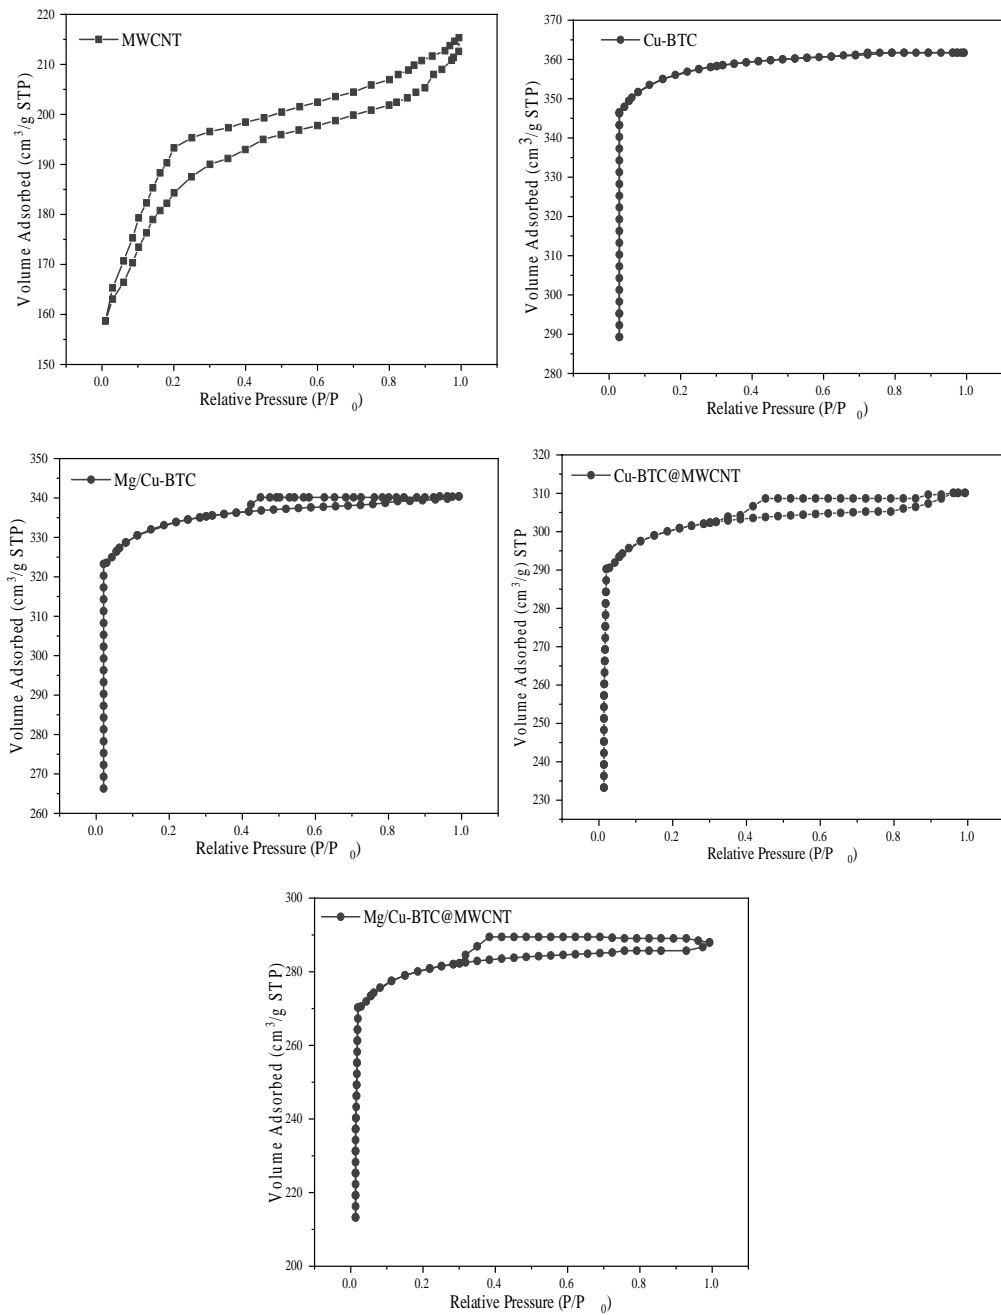 MWCNT
220
210
200
190
180
170
160
150
Volume Adsorbed (cm³/g STP)
0.0 0.2 0.4 0.6 0.8 1.0
Relative Pressure (P/P 0)
Cu-BTC
370
360
350
340
330
320
310
300
290
280
Volume Adsorbed (cm³/g STP)
0.0 0.2 0.4 0.6 0.8 1.0
Relative Pressure (P/P 0)
Mg/Cu-BTC
350
340
330
320
310
300
290
280
270
260
Volume Adsorbed (cm³/g STP)
0.0 0.2 0.4 0.6 0.8 1.0
Relative Pressure (P/P 0)
Cu-BTC@MWCNT
320
310
300
290
280
270
260
250
240
230
Volume Adsorbed (cm³/g) STP
0.0 0.2 0.4 0.6 0.8 1.0
Relative Pressure (P/P 0)
Mg/Cu-BTC@MWCNT
300
280
260
240
220
200
Volume Adsorbed (cm³/g STP)
0.0 0.2 0.4 0.6 0.8 1.0
Relative Pressure (P/P 0)